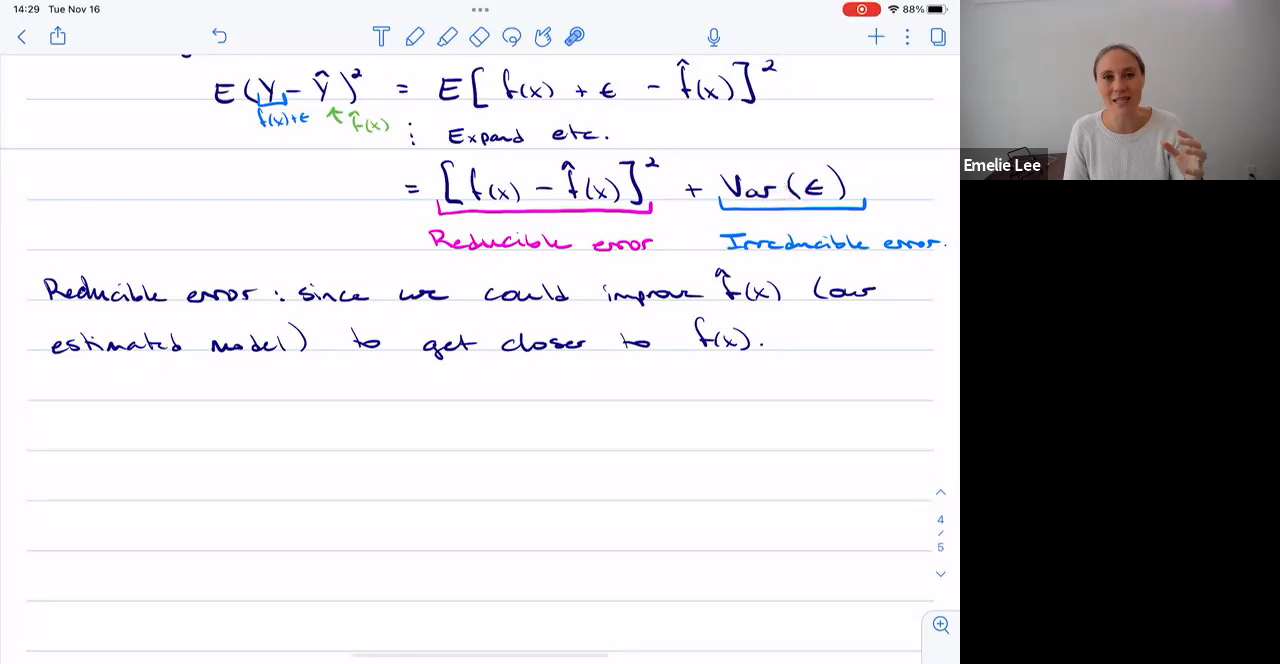 14:29 Tue Nov 16
88%
E(Y - Ŷ)² = E[f(x) + ε - f̂(x)]²
f(x)+ε
f̂(x)
⋮ Expand etc.
= [f(x) - f̂(x)]² + Var(ε)
Reducible error Irreducible error.
Reducible error : since we could improve f̂(x) (our
estimated model) to get closer to f(x).
Emelie Lee
4
/
5